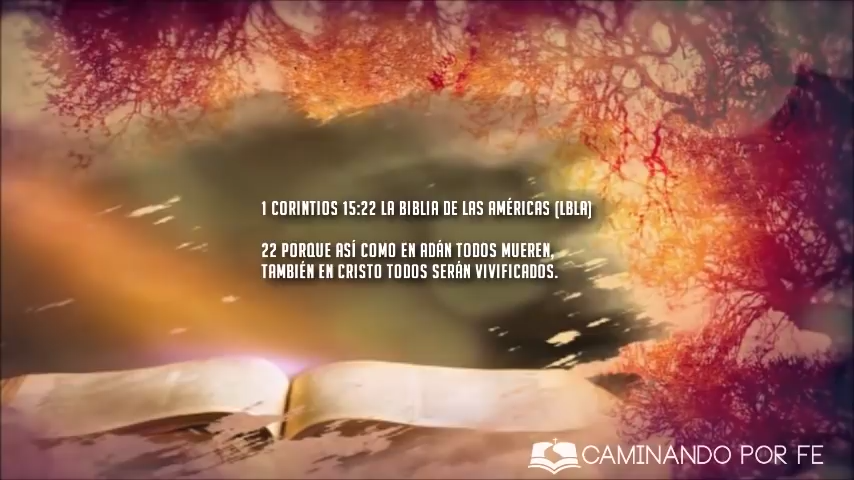 1 CORINTIOS 15:22 LA BIBLIA DE LAS AMÉRICAS (LBLA)
22 PORQUE ASÍ COMO EN ADÁN TODOS MUEREN,
TAMBIÉN EN CRISTO TODOS SERÁN VIVIFICADOS.
CAMINANDO POR FE